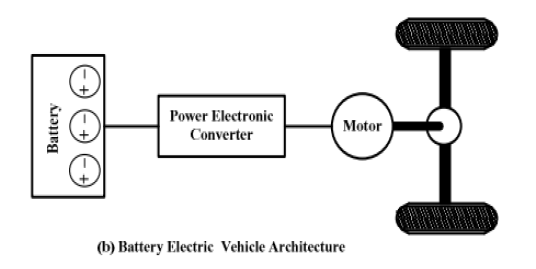 Battery
Power Electronic
Converter
Motor
(b) Battery Electric Vehicle Architecture